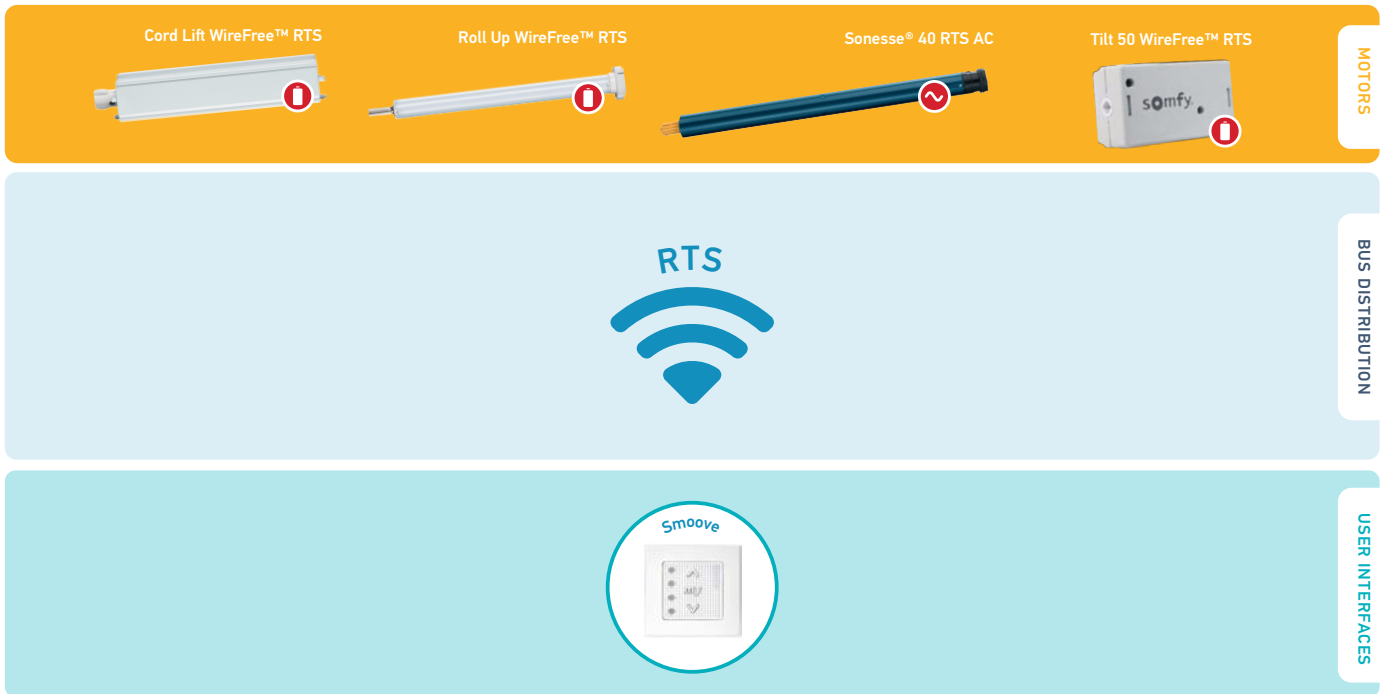 Cord Lift WireFree™ RTS
Roll Up WireFree™ RTS
Sonesse® 40 RTS AC
Tilt 50 WireFree™ RTS
somfy.
MOTORS
RTS
BUS DISTRIBUTION
Smoove
my
USER INTERFACES